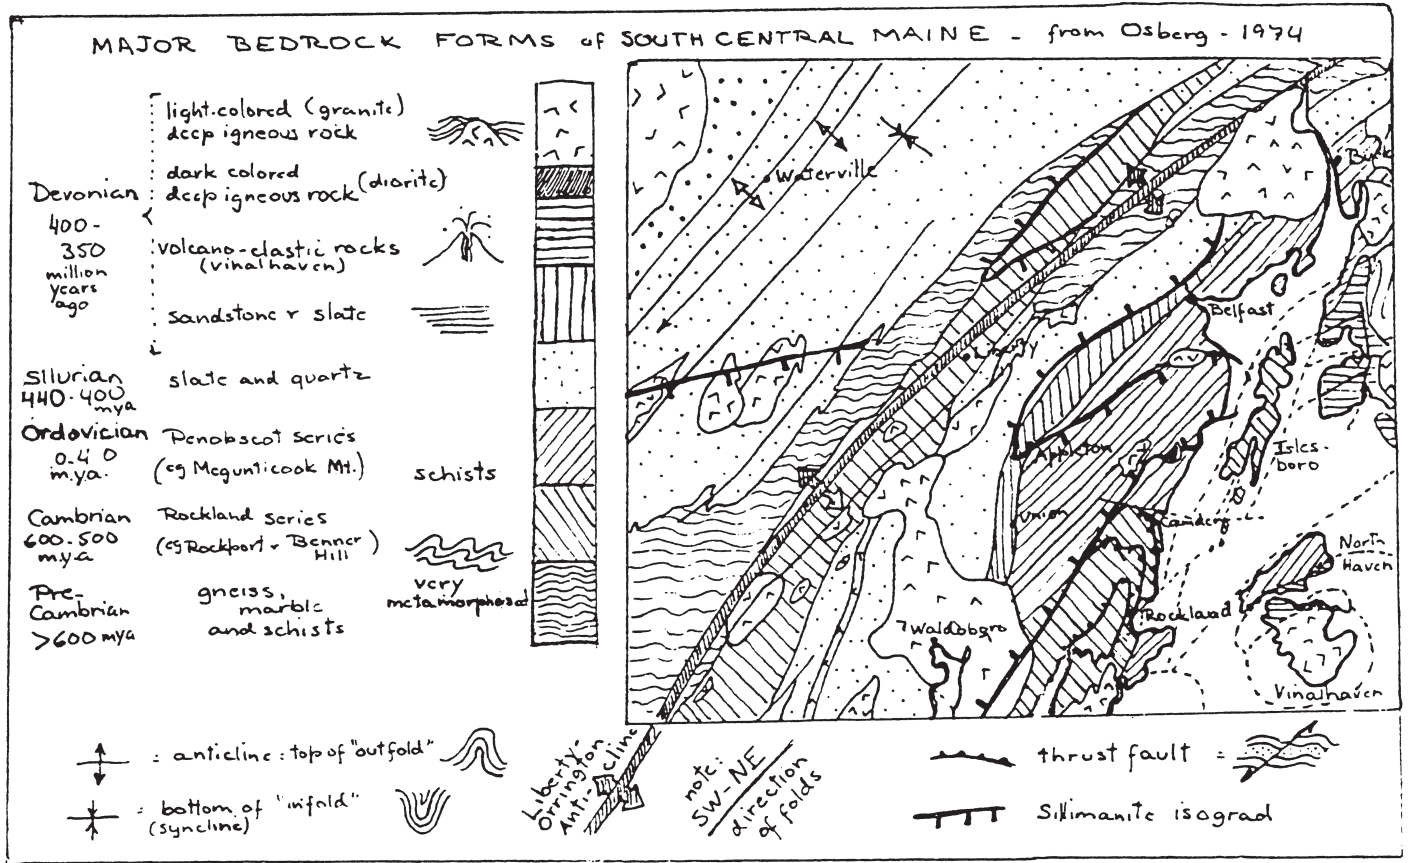 MAJOR BEDROCK FORMS of SOUTH CENTRAL MAINE - from Osberg - 1974
light-colored (granite)
deep igneous rock
dark colored
deep igneous rock (diorite)
Devonian
400-
350
million
years
ago
volcano-clastic rocks
(vinalhaven)
sandstone & slate
Silurian
440-400
mya
slate and quartz
Ordovician
m.y.a.
Penobscot series
(eg Megunticook Mt.)
schists
Cambrian
600-500
m.y.a
Rockland series
(eg Rockport & Benner
Hill)
very
metamorphosed
Pre-
Cambrian
>600 mya
gneiss,
marble
and schists
Waterville
Buck
Belfast
Liberty
Appleton
Isles-
boro
Union
Camden
North
Haven
Rockland
Waldoboro
Vinalhaven
= anticline: top of "outfold"
= bottom of "infold"
(syncline)
Liberty-
Orrington
Anti-cline
note:
SW-NE
direction
of folds
thrust fault =
Sillimanite isograd